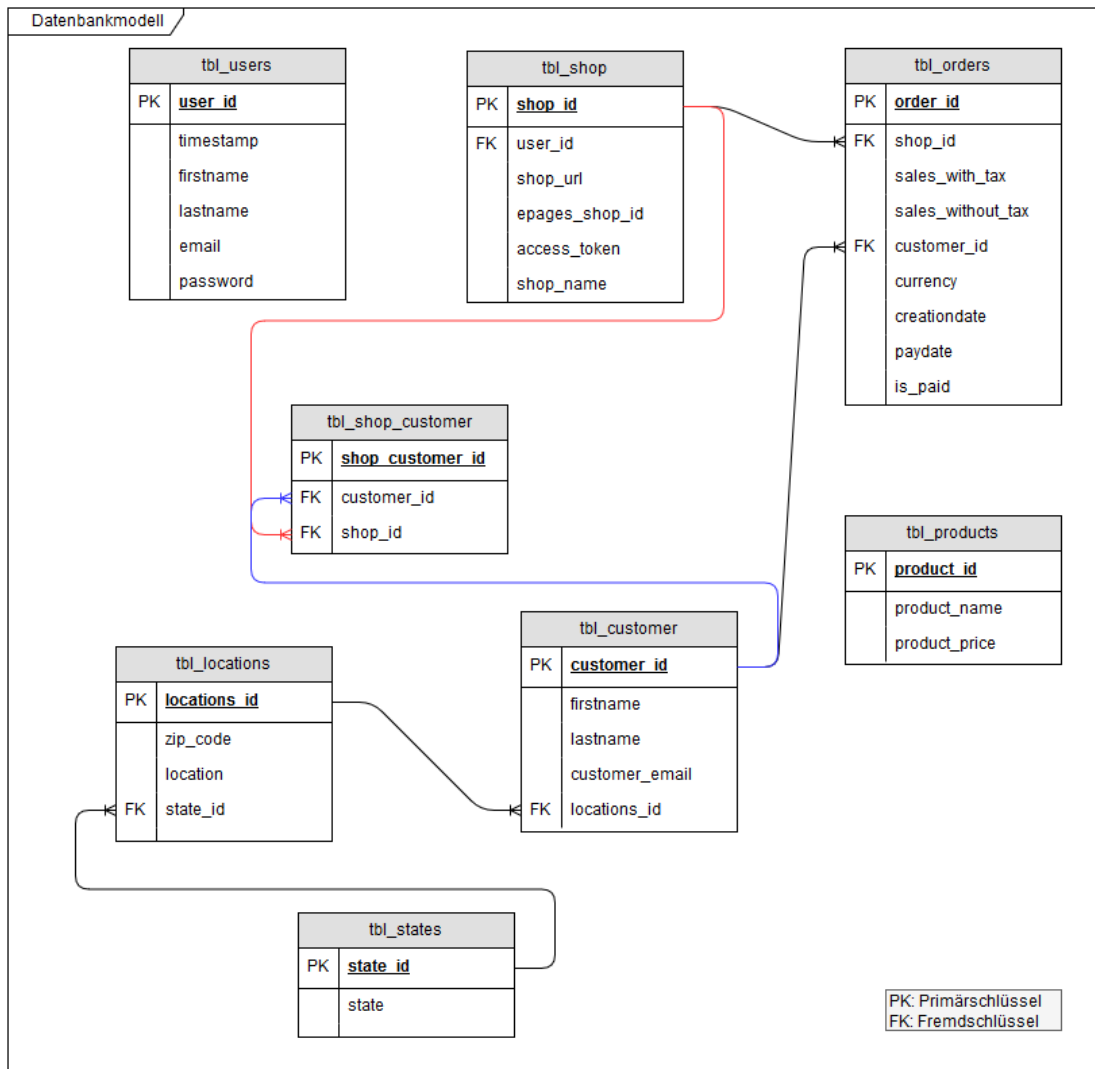 Datenbankmodell
tbl_users
PK user_id
timestamp
firstname
lastname
email
password
tbl_shop
PK shop_id
FK user_id
shop_url
epages_shop_id
access_token
shop_name
tbl_orders
PK order_id
FK shop_id
sales_with_tax
sales_without_tax
FK customer_id
currency
creationdate
paydate
is_paid
tbl_shop_customer
PK shop_customer_id
FK customer_id
FK shop_id
tbl_products
PK product_id
product_name
product_price
tbl_customer
PK customer_id
firstname
lastname
customer_email
FK locations_id
tbl_locations
PK locations_id
zip_code
location
FK state_id
tbl_states
PK state_id
state
PK: Primärschlüssel
FK: Fremdschlüssel